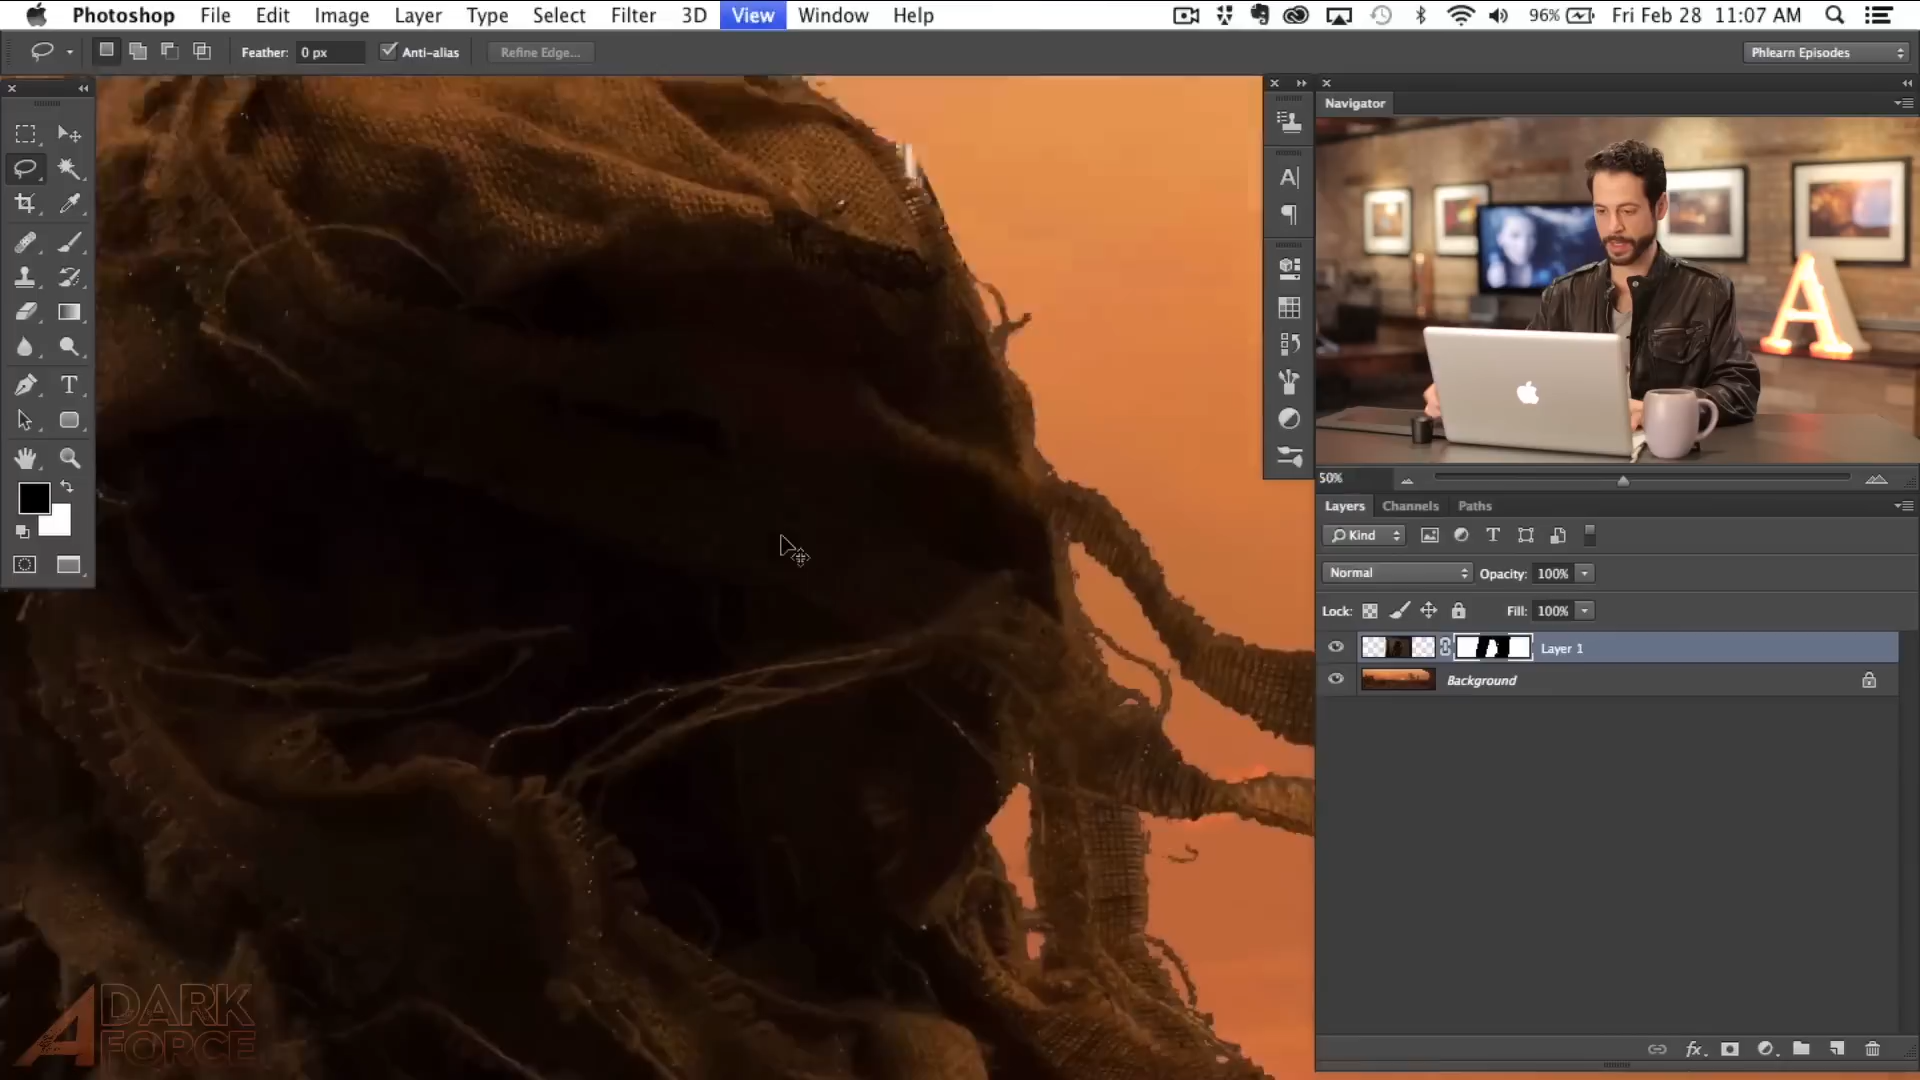 Photoshop File Edit Image Layer Type Select Filter 3D View Window Help 96% Fri Feb 28 11:07 AM
Feather: 0 px Anti-alias Refine Edge... Phlearn Episodes
Navigator
A
50%
Layers Channels Paths
Kind
Normal Opacity: 100%
Lock: Fill: 100%
Layer 1
Background
fx
A DARK
FORCE